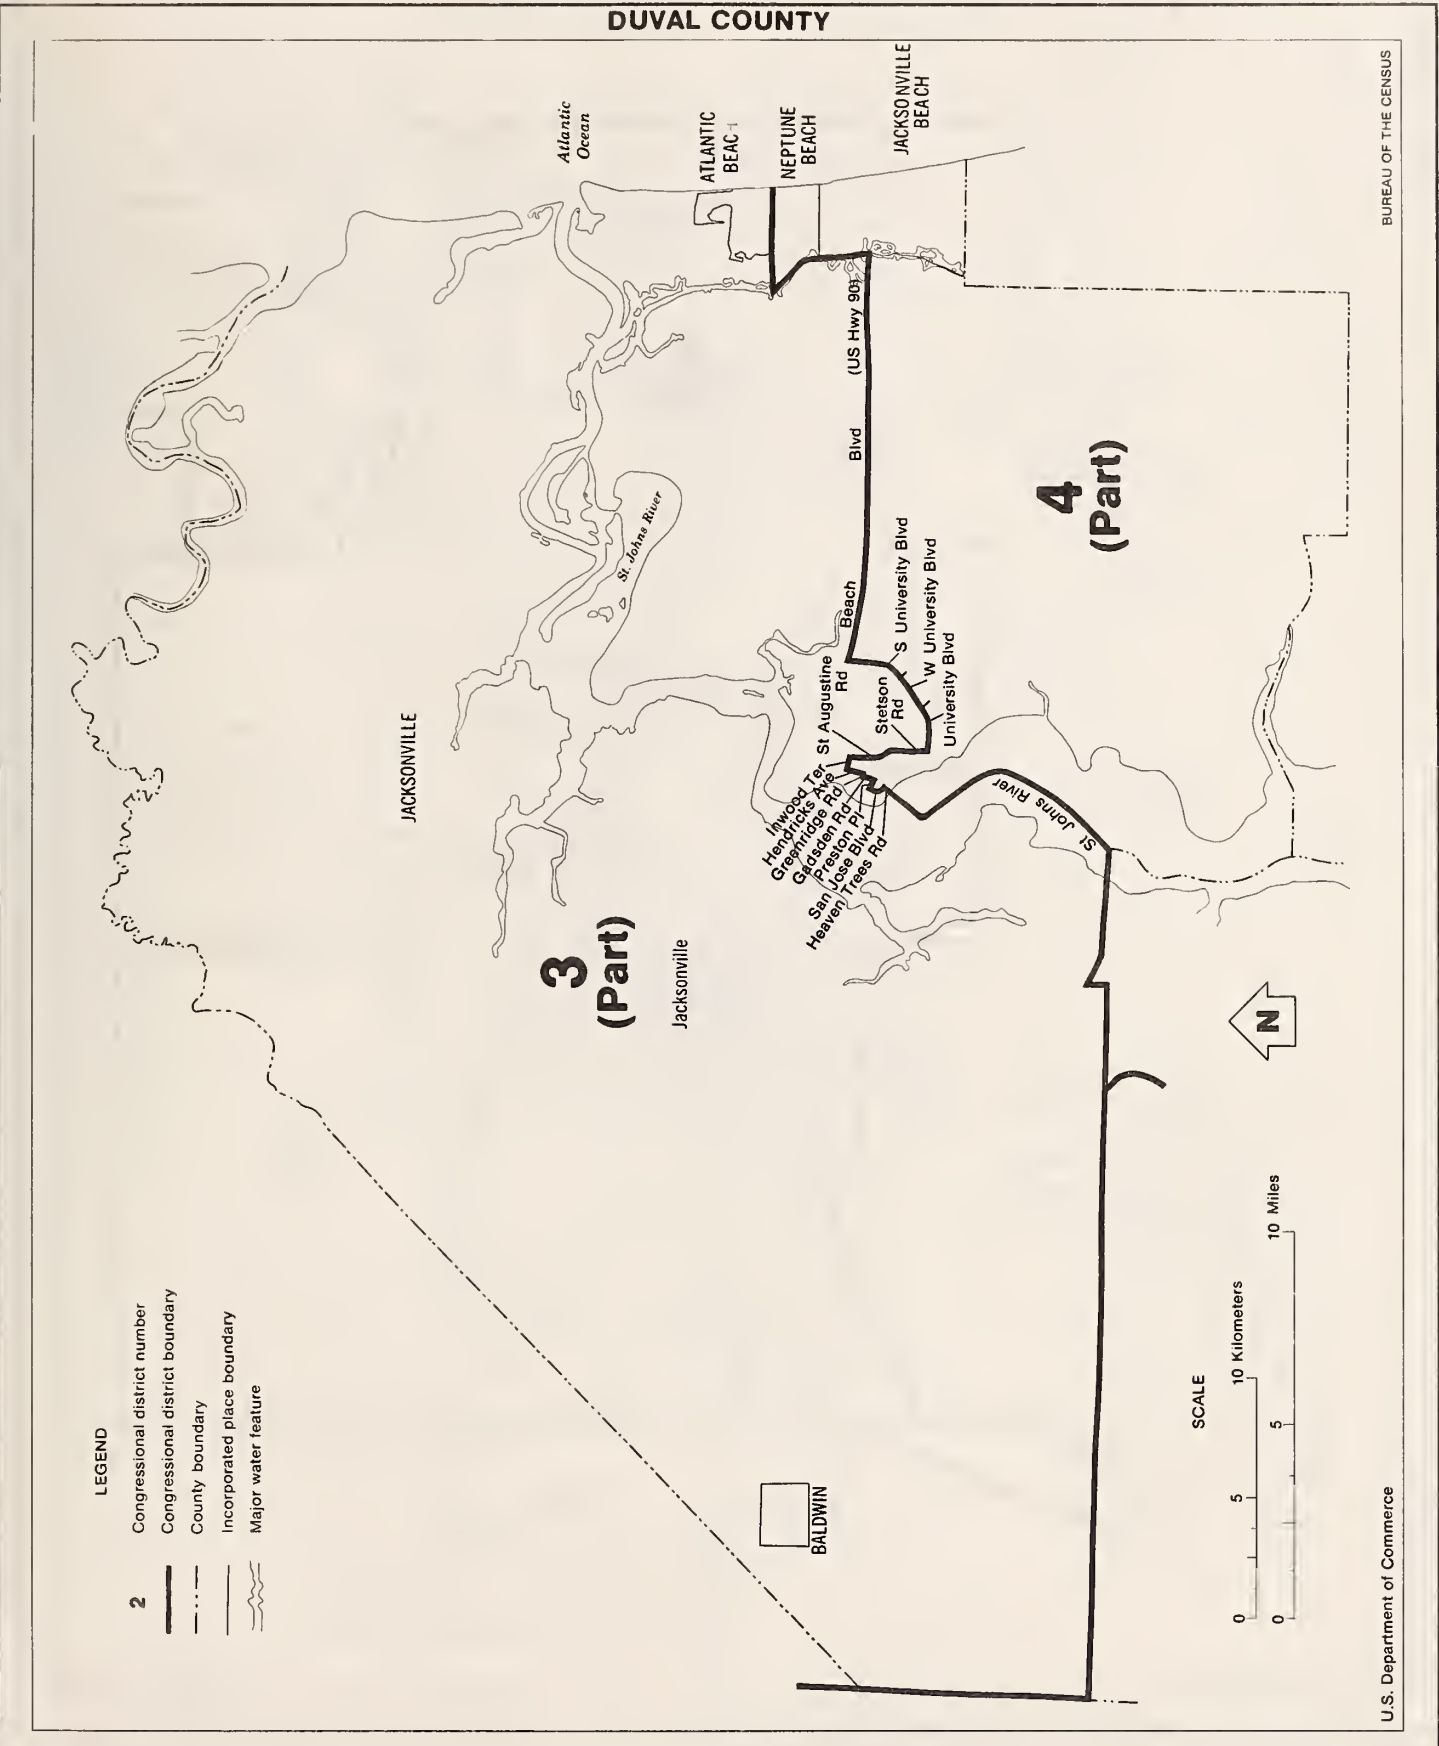 DUVAL COUNTY
LEGEND
2 Congressional district number
Congressional district boundary
County boundary
Incorporated place boundary
Major water feature
JACKSONVILLE
Atlantic
Ocean
ATLANTIC
BEAC
NEPTUNE
BEACH
JACKSONVILLE
BEACH
St. Johns River
3
(Part)
Jacksonville
Beach
Blvd
(US Hwy 90)
S University Blvd
W University Blvd
University Blvd
St Augustine
Rd
Stetson
Rd
Inwood Ter
Hendricks Ave
Greenridge Rd
Gadsden Rd
Preston Pl
San Jose Blvd
Heaven Trees Rd
St Johns River
4
(Part)
BALDWIN
N
SCALE
0 5 10 Kilometers
0 5 10 Miles
U.S. Department of Commerce
BUREAU OF THE CENSUS